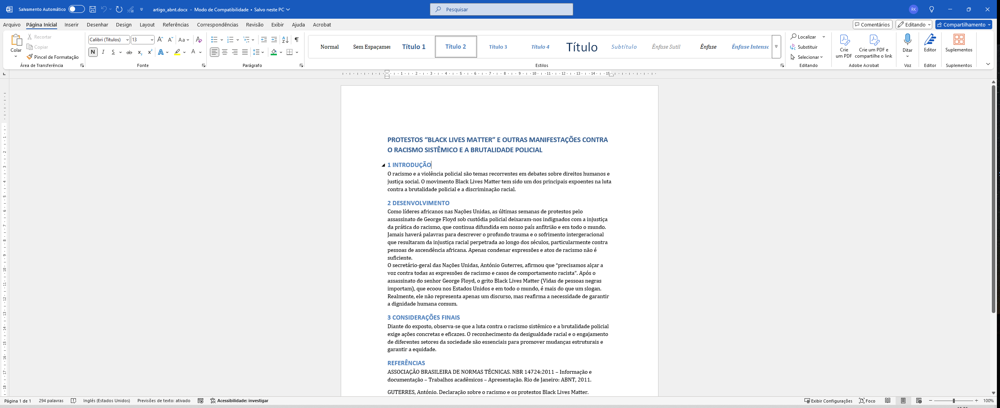 Salvamento Automático
artigo_abnt.docx - Modo de Compatibilidade • Salvo neste PC
Pesquisar
RK
Arquivo Página Inicial Inserir Desenhar Design Layout Referências Correspondências Revisão Exibir Ajuda Acrobat
Comentários Editando Compartilhamento
Colar
Recortar
Copiar
Pincel de Formatação
Área de Transferência
Calibri (Títulos) 13
Fonte
Parágrafo
Normal Sem Espaçamen Título 1 Título 2 Título 3 Título 4 Título Subtítulo Ênfase Sutil Ênfase Ênfase Intensa
Estilos
Localizar
Substituir
Selecionar
Editando
Crie um PDF
Crie um PDF e compartilhe o link
Adobe Acrobat
Ditar
Voz
Editor
Editor
Suplementos
Suplementos
1 2 3 4 5 6 7 8 9 10 11 12 13 14 15
PROTESTOS “BLACK LIVES MATTER” E OUTRAS MANIFESTAÇÕES CONTRA
O RACISMO SISTÊMICO E A BRUTALIDADE POLICIAL
1 INTRODUÇÃO
O racismo e a violência policial são temas recorrentes em debates sobre direitos humanos e
justiça social. O movimento Black Lives Matter tem sido um dos principais expoentes na luta
contra a brutalidade policial e a discriminação racial.
2 DESENVOLVIMENTO
Como líderes africanos nas Nações Unidas, as últimas semanas de protestos pelo
assassinato de George Floyd sob custódia policial deixaram-nos indignados com a injustiça
da prática do racismo, que continua difundida em nosso país anfitrião e em todo o mundo.
Jamais haverá palavras para descrever o profundo trauma e o sofrimento intergeracional
que resultaram da injustiça racial perpetrada ao longo dos séculos, particularmente contra
pessoas de ascendência africana. Apenas condenar expressões e atos de racismo não é
suficiente.
O secretário-geral das Nações Unidas, António Guterres, afirmou que “precisamos alçar a
voz contra todas as expressões de racismo e casos de comportamento racista”. Após o
assassinato do senhor George Floyd, o grito Black Lives Matter (Vidas de pessoas negras
importam), que ecoou nos Estados Unidos e em todo o mundo, é mais do que um slogan.
Realmente, ele não representa apenas um discurso, mas reafirma a necessidade de garantir
a dignidade humana comum.
3 CONSIDERAÇÕES FINAIS
Diante do exposto, observa-se que a luta contra o racismo sistêmico e a brutalidade policial
exige ações concretas e eficazes. O reconhecimento da desigualdade racial e o engajamento
de diferentes setores da sociedade são essenciais para promover mudanças estruturais e
garantir a equidade.
REFERÊNCIAS
ASSOCIAÇÃO BRASILEIRA DE NORMAS TÉCNICAS. NBR 14724:2011 – Informação e
documentação – Trabalhos acadêmicos – Apresentação. Rio de Janeiro: ABNT, 2011.
GUTERRES, António. Declaração sobre o racismo e os protestos Black Lives Matter.
Página 1 de 1 294 palavras Inglês (Estados Unidos) Previsões de texto: ativado Acessibilidade: investigar
Exibir Configurações Foco 100%